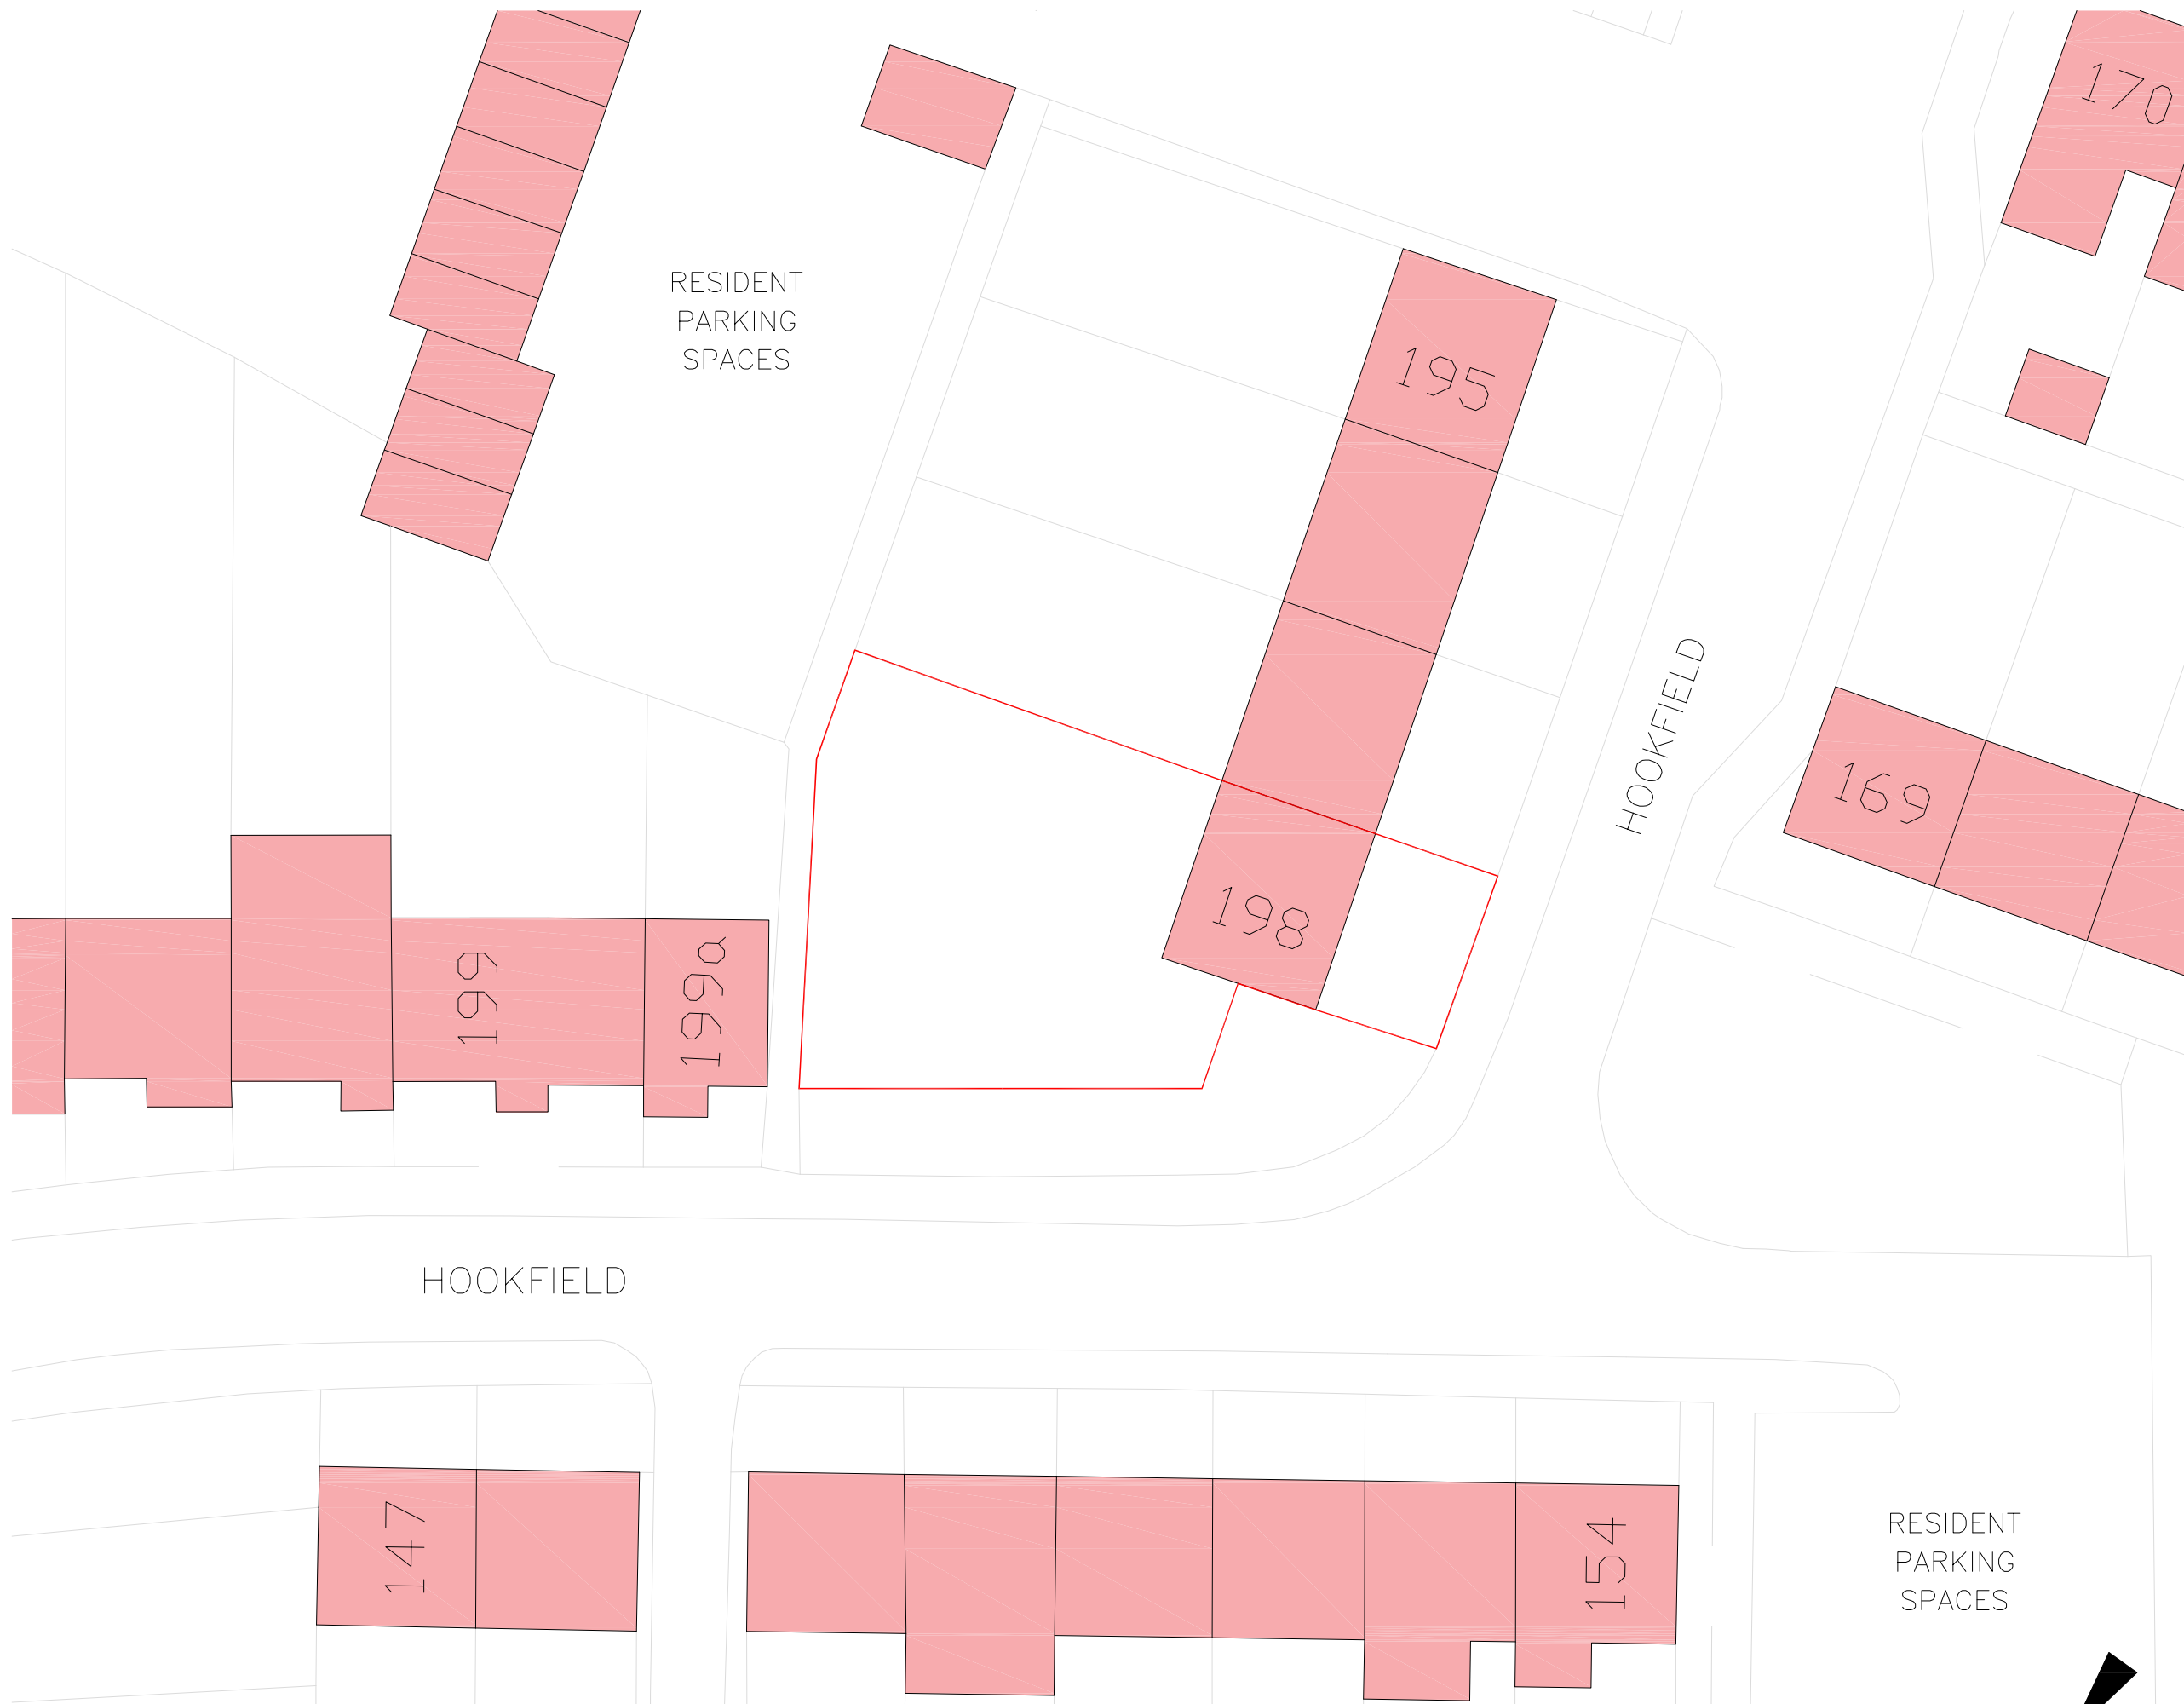 170
RESIDENT
PARKING
SPACES
195
HOOKFIELD
169
198
199
199a
HOOKFIELD
147
154
RESIDENT
PARKING
SPACES